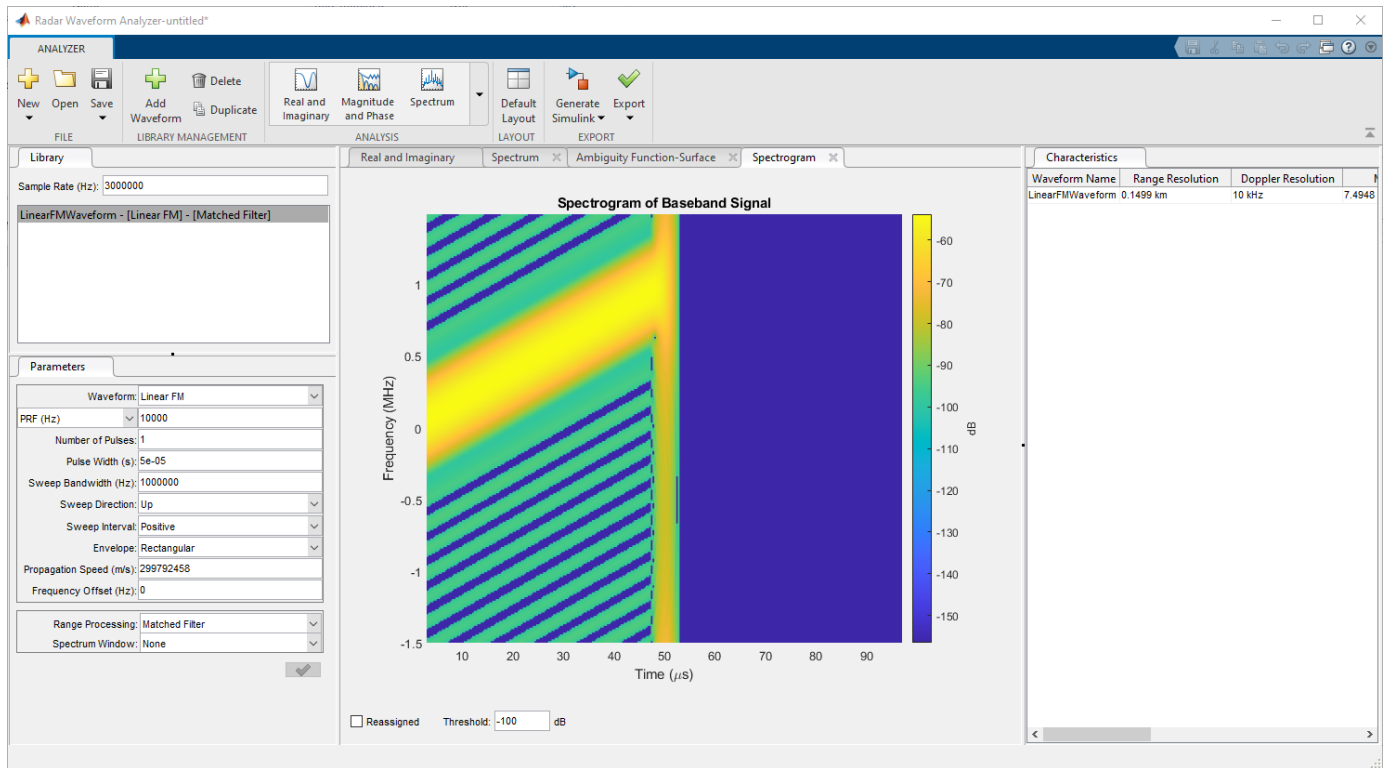 Radar Waveform Analyzer-untitled*
ANALYZER
New Open Save
Add Waveform
Delete
Duplicate
Real and Imaginary
Magnitude and Phase
Spectrum
Default Layout
Generate Simulink
Export
FILE LIBRARY MANAGEMENT ANALYSIS LAYOUT EXPORT
Library
Sample Rate (Hz): 3000000
LinearFMWaveform - [Linear FM] - [Matched Filter]
Parameters
Waveform: Linear FM
PRF (Hz) 10000
Number of Pulses: 1
Pulse Width (s): 5e-05
Sweep Bandwidth (Hz): 1000000
Sweep Direction: Up
Sweep Interval: Positive
Envelope: Rectangular
Propagation Speed (m/s): 299792458
Frequency Offset (Hz): 0
Range Processing: Matched Filter
Spectrum Window: None
Real and Imaginary Spectrum Ambiguity Function-Surface Spectrogram
Spectrogram of Baseband Signal
Frequency (MHz)
1
0.5
0
-0.5
-1
-1.5
10 20 30 40 50 60 70 80 90
Time (μs)
-60
-70
-80
-90
-100
-110
-120
-130
-140
-150
dB
Reassigned Threshold: -100 dB
Characteristics
Waveform Name Range Resolution Doppler Resolution
LinearFMWaveform 0.1499 km 10 kHz 7.4948